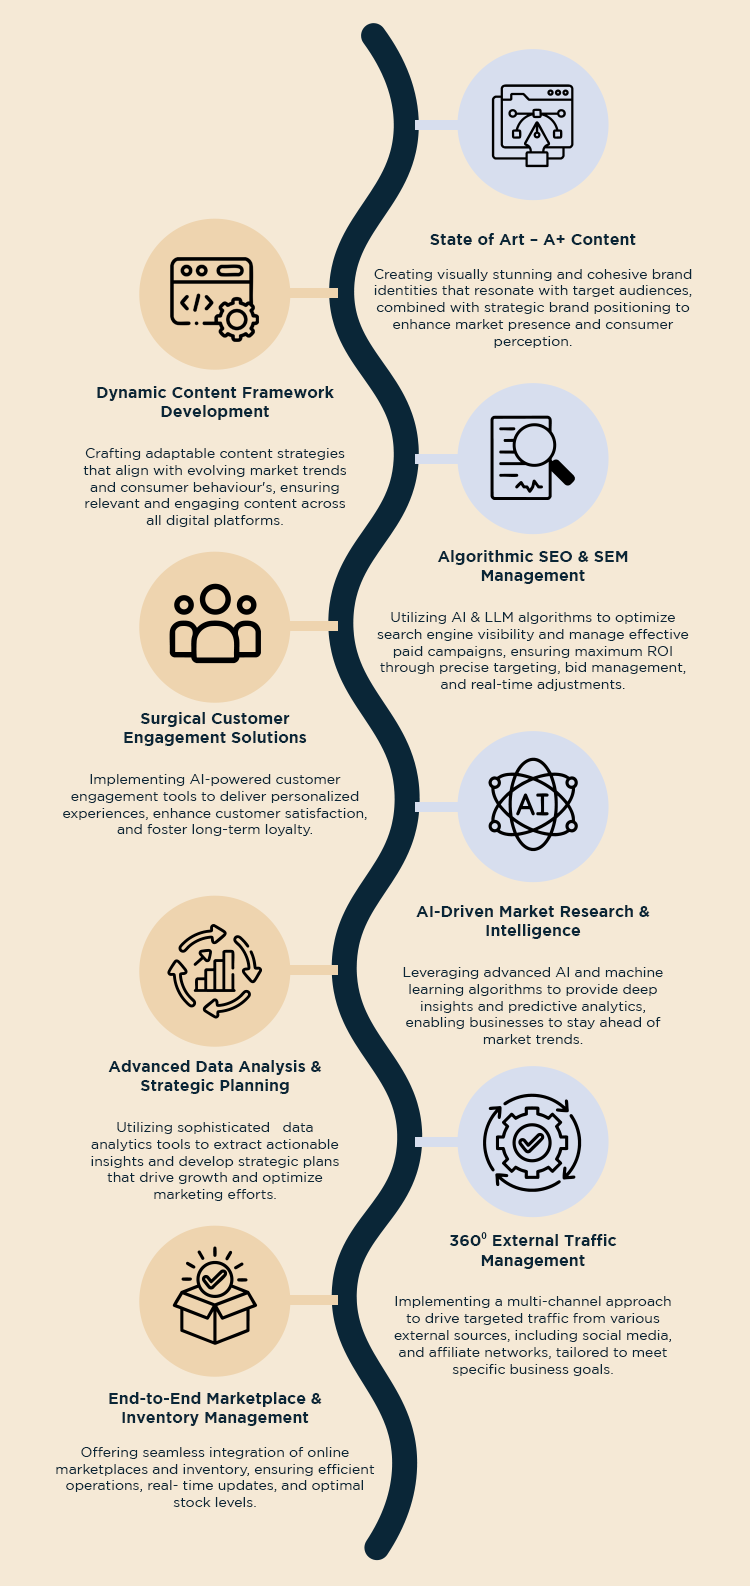 State of Art – A+ Content
Creating visually stunning and cohesive brand
identities that resonate with target audiences,
combined with strategic brand positioning to
enhance market presence and consumer
perception.
Dynamic Content Framework
Development
Crafting adaptable content strategies
that align with evolving market trends
and consumer behaviour's, ensuring
relevant and engaging content across
all digital platforms.
Algorithmic SEO & SEM
Management
Utilizing AI & LLM algorithms to optimize
search engine visibility and manage effective
paid campaigns, ensuring maximum ROI
through precise targeting, bid management,
and real-time adjustments.
Surgical Customer
Engagement Solutions
Implementing AI-powered customer
engagement tools to deliver personalized
experiences, enhance customer satisfaction,
and foster long-term loyalty.
AI
AI-Driven Market Research &
Intelligence
Leveraging advanced AI and machine
learning algorithms to provide deep
insights and predictive analytics,
enabling businesses to stay ahead of
market trends.
Advanced Data Analysis &
Strategic Planning
Utilizing sophisticated data
analytics tools to extract actionable
insights and develop strategic plans
that drive growth and optimize
marketing efforts.
360⁰ External Traffic
Management
Implementing a multi-channel approach
to drive targeted traffic from various
external sources, including social media,
and affiliate networks, tailored to meet
specific business goals.
End-to-End Marketplace &
Inventory Management
Offering seamless integration of online
marketplaces and inventory, ensuring efficient
operations, real- time updates, and optimal
stock levels.